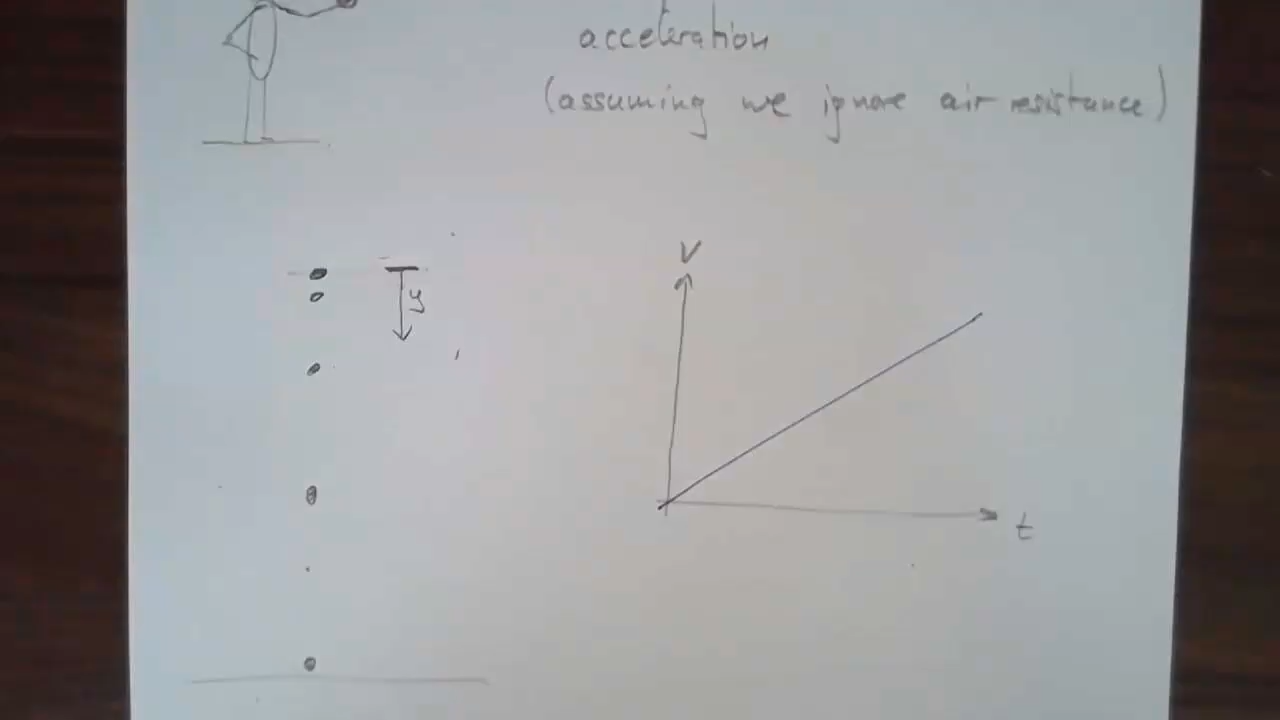 acceleration
(assuming we ignore air resistance)
V
y
t